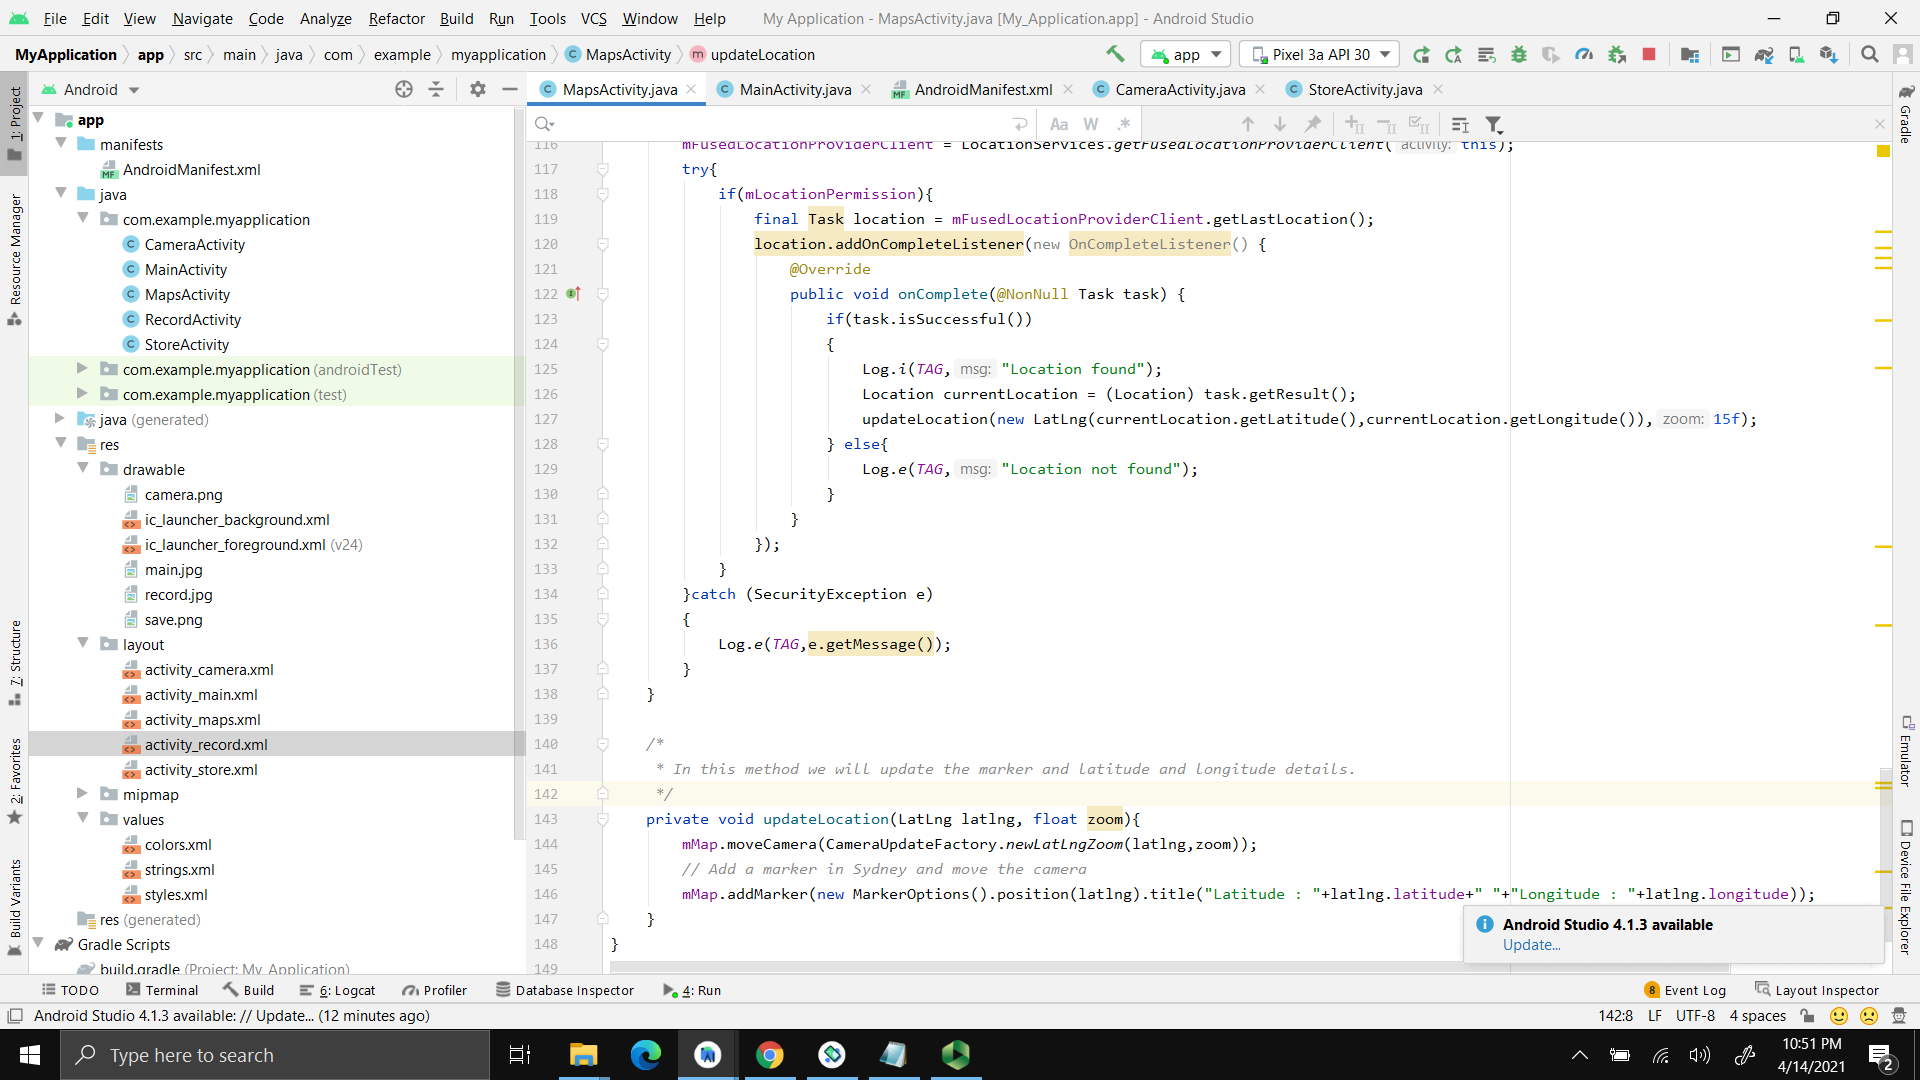 File Edit View Navigate Code Analyze Refactor Build Run Tools VCS Window Help My Application - MapsActivity.java [My_Application.app] - Android Studio
MyApplication app src main java com example myapplication MapsActivity updateLocation app Pixel 3a API 30
Android
MapsActivity.java MainActivity.java AndroidManifest.xml CameraActivity.java StoreActivity.java
Aa W .*
1: Project
Resource Manager
7: Structure
2: Favorites
Build Variants
app
manifests
AndroidManifest.xml
java
com.example.myapplication
CameraActivity
MainActivity
MapsActivity
RecordActivity
StoreActivity
com.example.myapplication (androidTest)
com.example.myapplication (test)
java (generated)
res
drawable
camera.png
ic_launcher_background.xml
ic_launcher_foreground.xml (v24)
main.jpg
record.jpg
save.png
layout
activity_camera.xml
activity_main.xml
activity_maps.xml
activity_record.xml
activity_store.xml
mipmap
values
colors.xml
strings.xml
styles.xml
res (generated)
Gradle Scripts
build.gradle (Project: My_Application)
116 mFusedLocationProviderClient = LocationServices.getFusedLocationProviderClient( activity: this);
117 try{
118 if(mLocationPermission){
119 final Task location = mFusedLocationProviderClient.getLastLocation();
120 location.addOnCompleteListener(new OnCompleteListener() {
121 @Override
122 public void onComplete(@NonNull Task task) {
123 if(task.isSuccessful())
124 {
125 Log.i(TAG, msg: "Location found");
126 Location currentLocation = (Location) task.getResult();
127 updateLocation(new LatLng(currentLocation.getLatitude(),currentLocation.getLongitude()), zoom: 15f);
128 } else{
129 Log.e(TAG, msg: "Location not found");
130 }
131 }
132 });
133 }
134 }catch (SecurityException e)
135 {
136 Log.e(TAG,e.getMessage());
137 }
138 }
139
140 /*
141 * In this method we will update the marker and latitude and longitude details.
142 */
143 private void updateLocation(LatLng latlng, float zoom){
144 mMap.moveCamera(CameraUpdateFactory.newLatLngZoom(latlng,zoom));
145 // Add a marker in Sydney and move the camera
146 mMap.addMarker(new MarkerOptions().position(latlng).title("Latitude : "+latlng.latitude+" "+"Longitude : "+latlng.longitude));
147 }
148 }
149
Gradle
Emulator
Device File Explorer
Android Studio 4.1.3 available
Update...
TODO Terminal Build 6: Logcat Profiler Database Inspector 4: Run 8 Event Log Layout Inspector
Android Studio 4.1.3 available: // Update... (12 minutes ago) 142:8 LF UTF-8 4 spaces
Type here to search
10:51 PM
4/14/2021
2